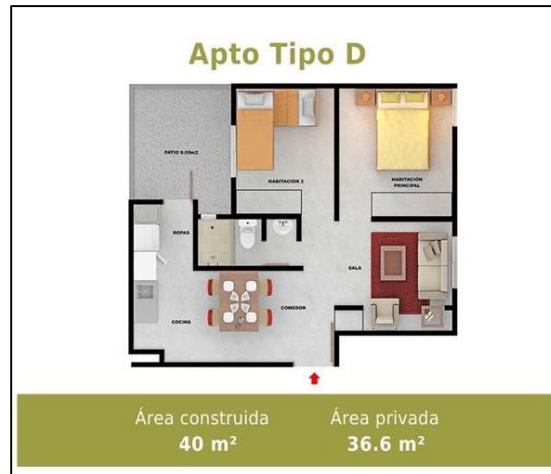 Apto Tipo D
PATIO 6.00m2
HABITACIÓN 2
HABITACIÓN
PRINCIPAL
ROPAS
SALA
COCINA
COMEDOR
Área construida
40 m²
Área privada
36.6 m²